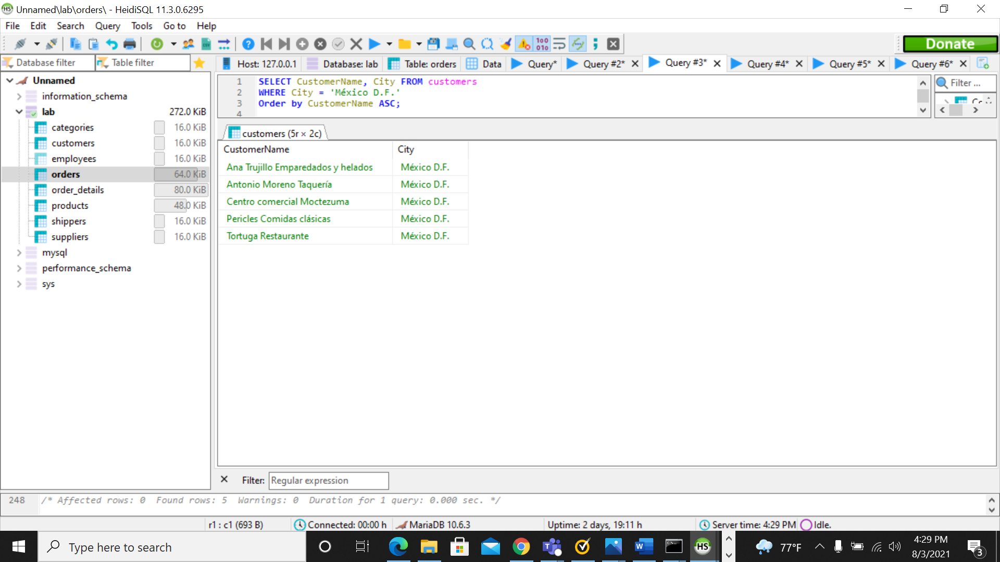 Unnamed\lab\orders\ - HeidiSQL 11.3.0.6295
File Edit Search Query Tools Go to Help
Donate
Database filter Table filter
Host: 127.0.0.1 Database: lab Table: orders Data Query* Query #2* Query #3* Query #4* Query #5* Query #6*
Unnamed
information_schema
lab 272.0 KiB
categories 16.0 KiB
customers 16.0 KiB
employees 16.0 KiB
orders 64.0 KiB
order_details 80.0 KiB
products 48.0 KiB
shippers 16.0 KiB
suppliers 16.0 KiB
mysql
performance_schema
sys
1 SELECT CustomerName, City FROM customers
2 WHERE City = 'México D.F.'
3 Order by CustomerName ASC;
4
Filter ...
customers (5r × 2c)
CustomerName City
Ana Trujillo Emparedados y helados México D.F.
Antonio Moreno Taquería México D.F.
Centro comercial Moctezuma México D.F.
Pericles Comidas clásicas México D.F.
Tortuga Restaurante México D.F.
Filter: Regular expression
248 /* Affected rows: 0 Found rows: 5 Warnings: 0 Duration for 1 query: 0.000 sec. */
r1 : c1 (693 B) Connected: 00:00 h MariaDB 10.6.3 Uptime: 2 days, 19:11 h Server time: 4:29 PM Idle.
Type here to search
HS
77°F
4:29 PM
8/3/2021
3